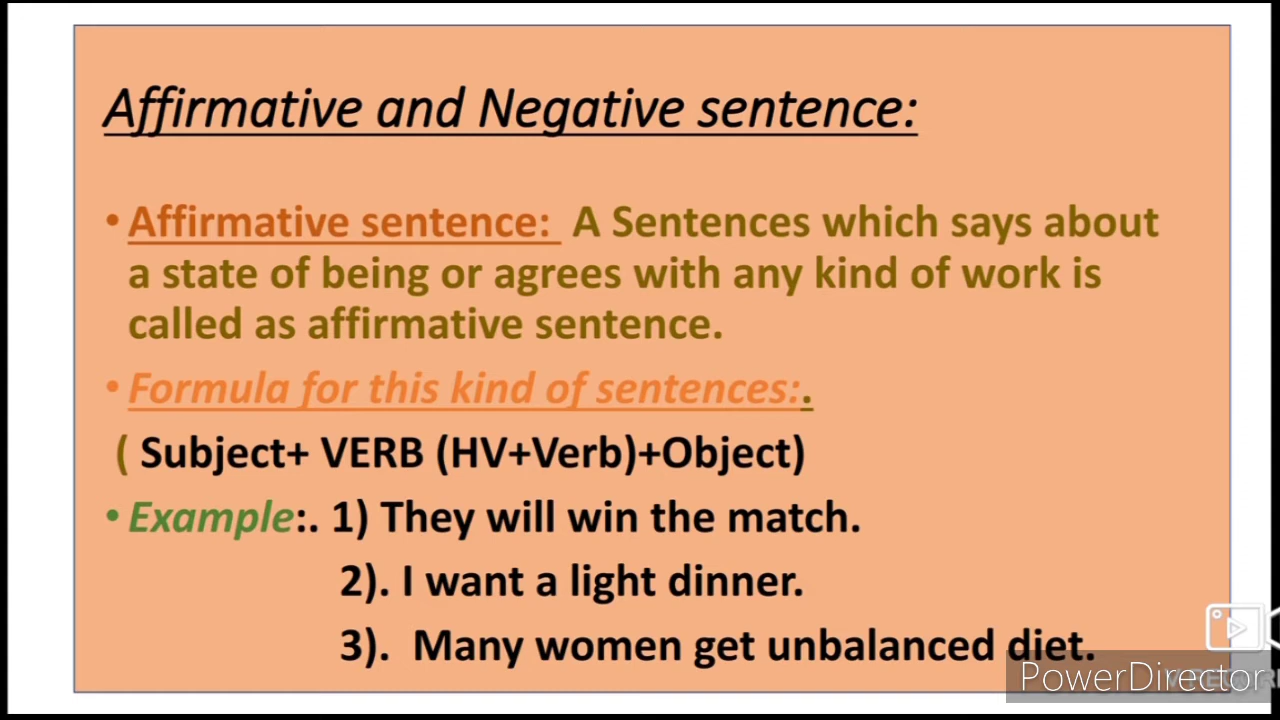 Affirmative and Negative sentence:
• Affirmative sentence: A Sentences which says about
a state of being or agrees with any kind of work is
called as affirmative sentence.
• Formula for this kind of sentences:.
( Subject+ VERB (HV+Verb)+Object)
• Example:. 1) They will win the match.
2). I want a light dinner.
3). Many women get unbalanced diet.
PowerDirector